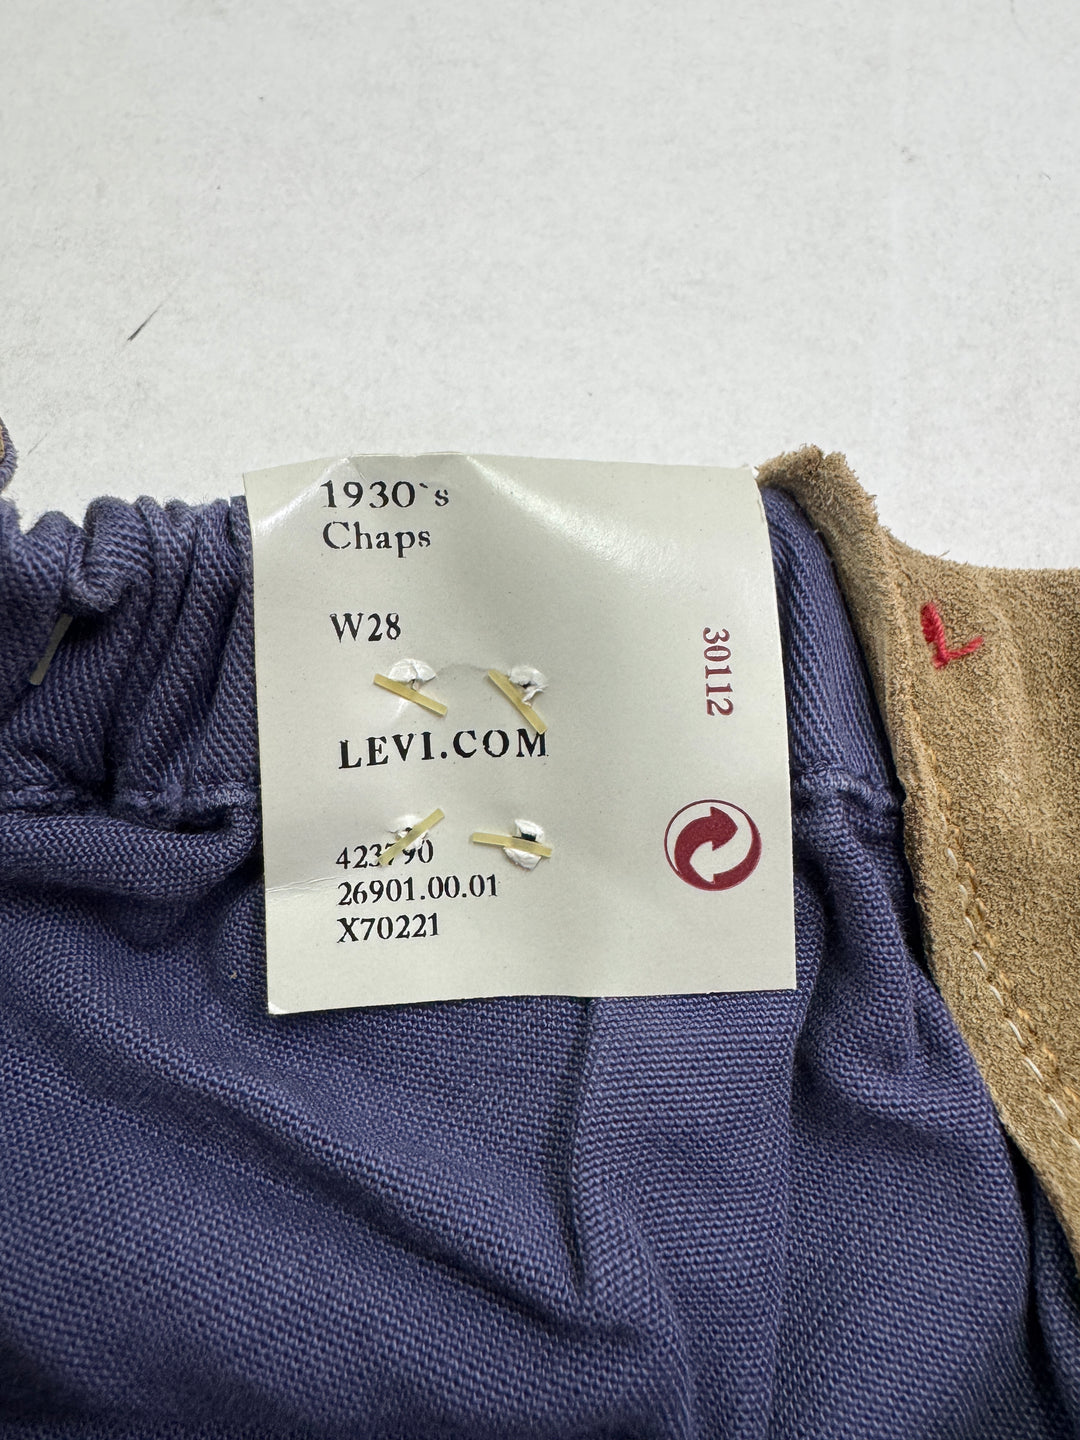 1930`s
Chaps
W28
30112
LEVI.COM
423790
26901.00.01
X70221
L